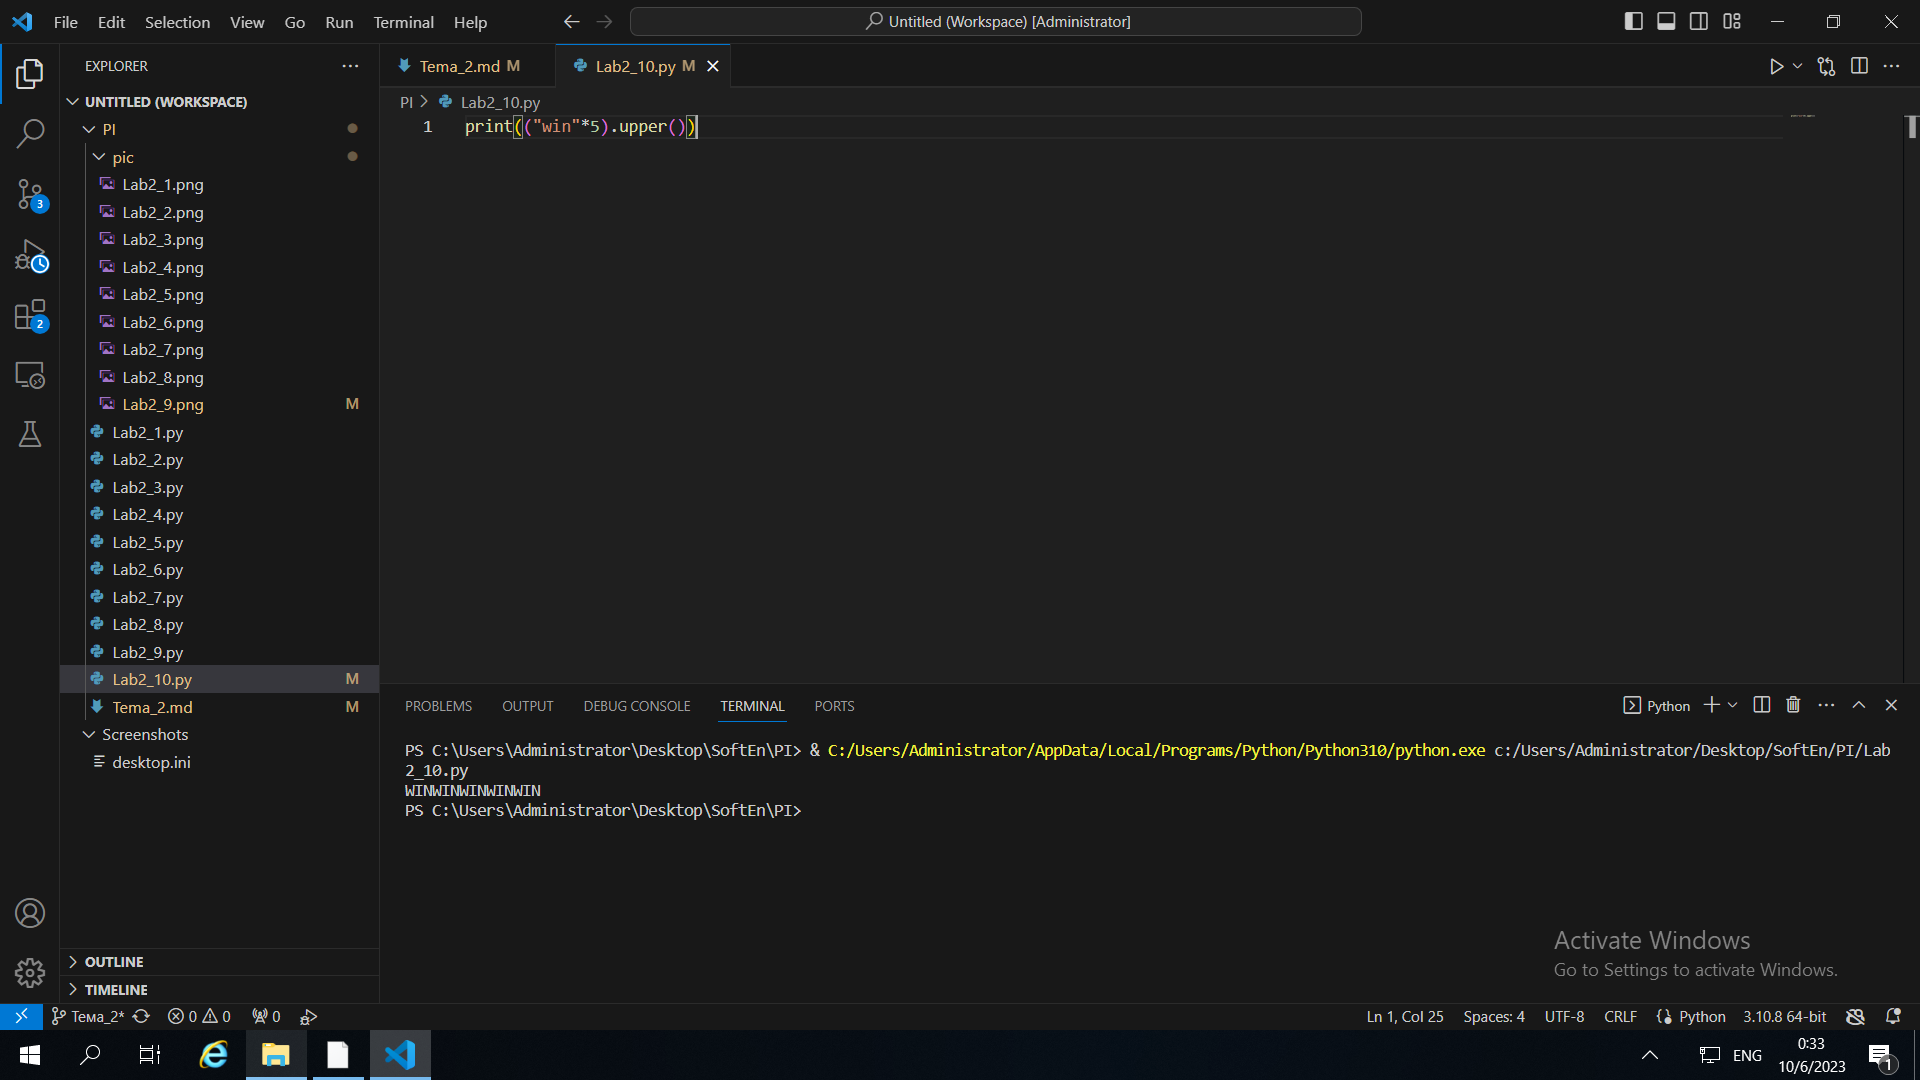 File Edit Selection View Go Run Terminal Help
Untitled (Workspace) [Administrator]
EXPLORER
UNTITLED (WORKSPACE)
PI
pic
Lab2_1.png
Lab2_2.png
Lab2_3.png
Lab2_4.png
Lab2_5.png
Lab2_6.png
Lab2_7.png
Lab2_8.png
Lab2_9.png M
Lab2_1.py
Lab2_2.py
Lab2_3.py
Lab2_4.py
Lab2_5.py
Lab2_6.py
Lab2_7.py
Lab2_8.py
Lab2_9.py
Lab2_10.py M
Tema_2.md M
Screenshots
desktop.ini
OUTLINE
TIMELINE
3
2
Tema_2.md M
Lab2_10.py M
PI > Lab2_10.py
1 print(("win"*5).upper())
PROBLEMS OUTPUT DEBUG CONSOLE TERMINAL PORTS
Python
PS C:\Users\Administrator\Desktop\SoftEn\PI> & C:/Users/Administrator/AppData/Local/Programs/Python/Python310/python.exe c:/Users/Administrator/Desktop/SoftEn/PI/Lab
2_10.py
WINWINWINWINWIN
PS C:\Users\Administrator\Desktop\SoftEn\PI>
Activate Windows
Go to Settings to activate Windows.
Тема_2* 0 0 0
Ln 1, Col 25 Spaces: 4 UTF-8 CRLF Python 3.10.8 64-bit
ENG
0:33
10/6/2023
1